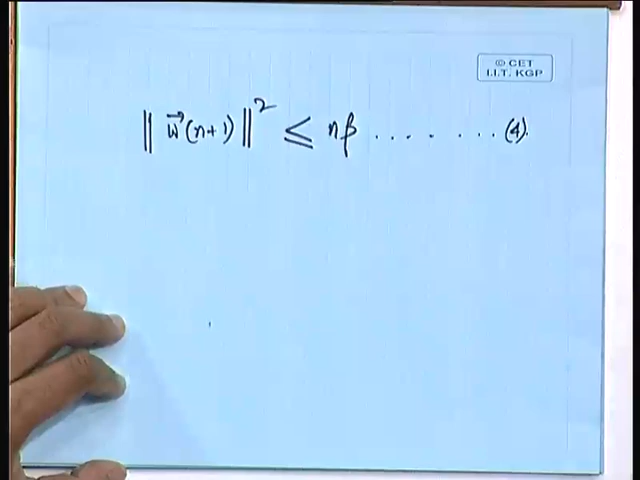 © CET
I.I.T. KGP
‖ w⃗(n+1) ‖² ≤ nβ ........ (4).